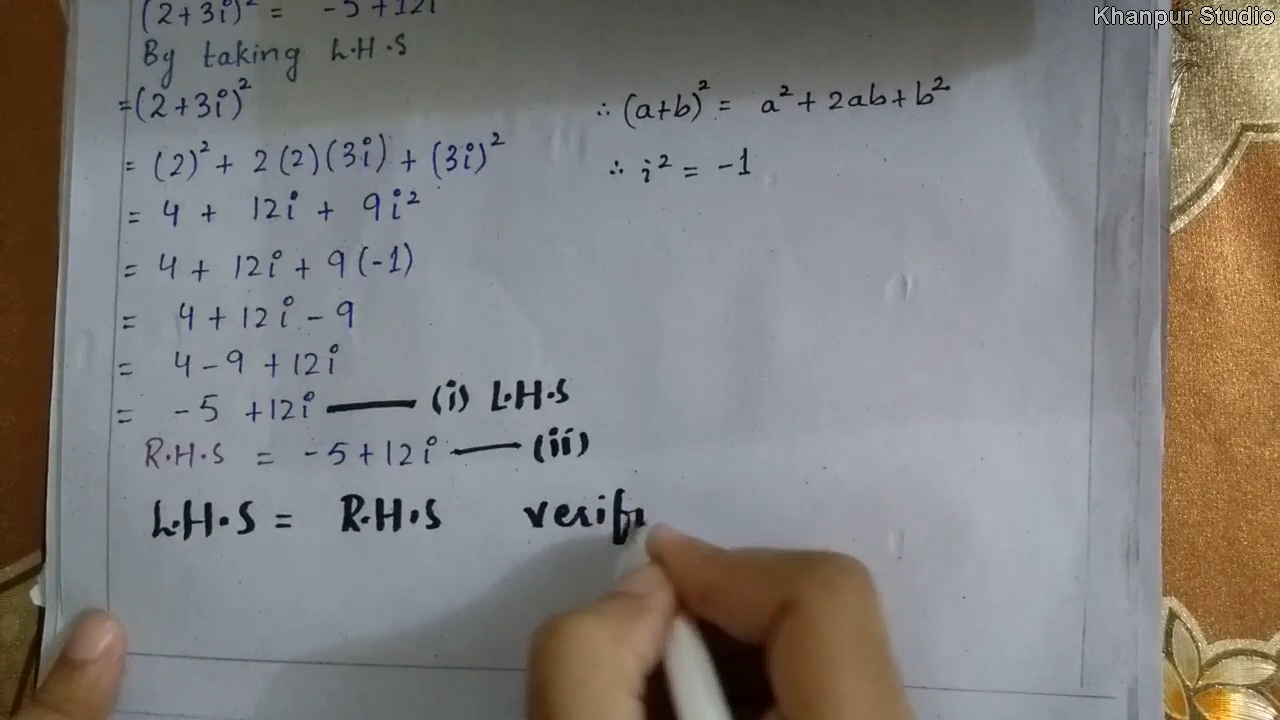 Khanpur Studio
(2+3i)² = -5+12i
By taking L.H.S
=(2+3i)²
∴ (a+b)² = a²+2ab+b²
= (2)² + 2(2)(3i) + (3i)²
∴ i² = -1
= 4 + 12i + 9i²
= 4 + 12i + 9(-1)
= 4 + 12i - 9
= 4 - 9 + 12i
= -5 + 12i —— (i) L.H.S
R.H.S = -5 + 12i —— (ii)
L.H.S = R.H.S